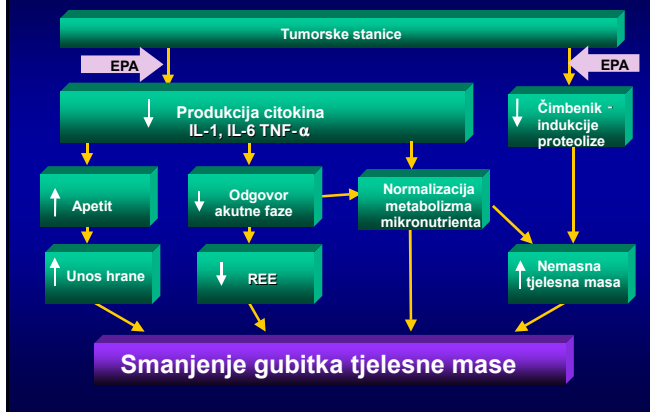 Tumorske stanice
EPA
EPA
Produkcija citokina
IL-1, IL-6 TNF-α
Čimbenik -
indukcije
proteolize
Apetit
Odgovor
akutne faze
Normalizacija
metabolizma
mikronutrienta
Unos hrane
REE
Nemasna
tjelesna masa
Smanjenje gubitka tjelesne mase